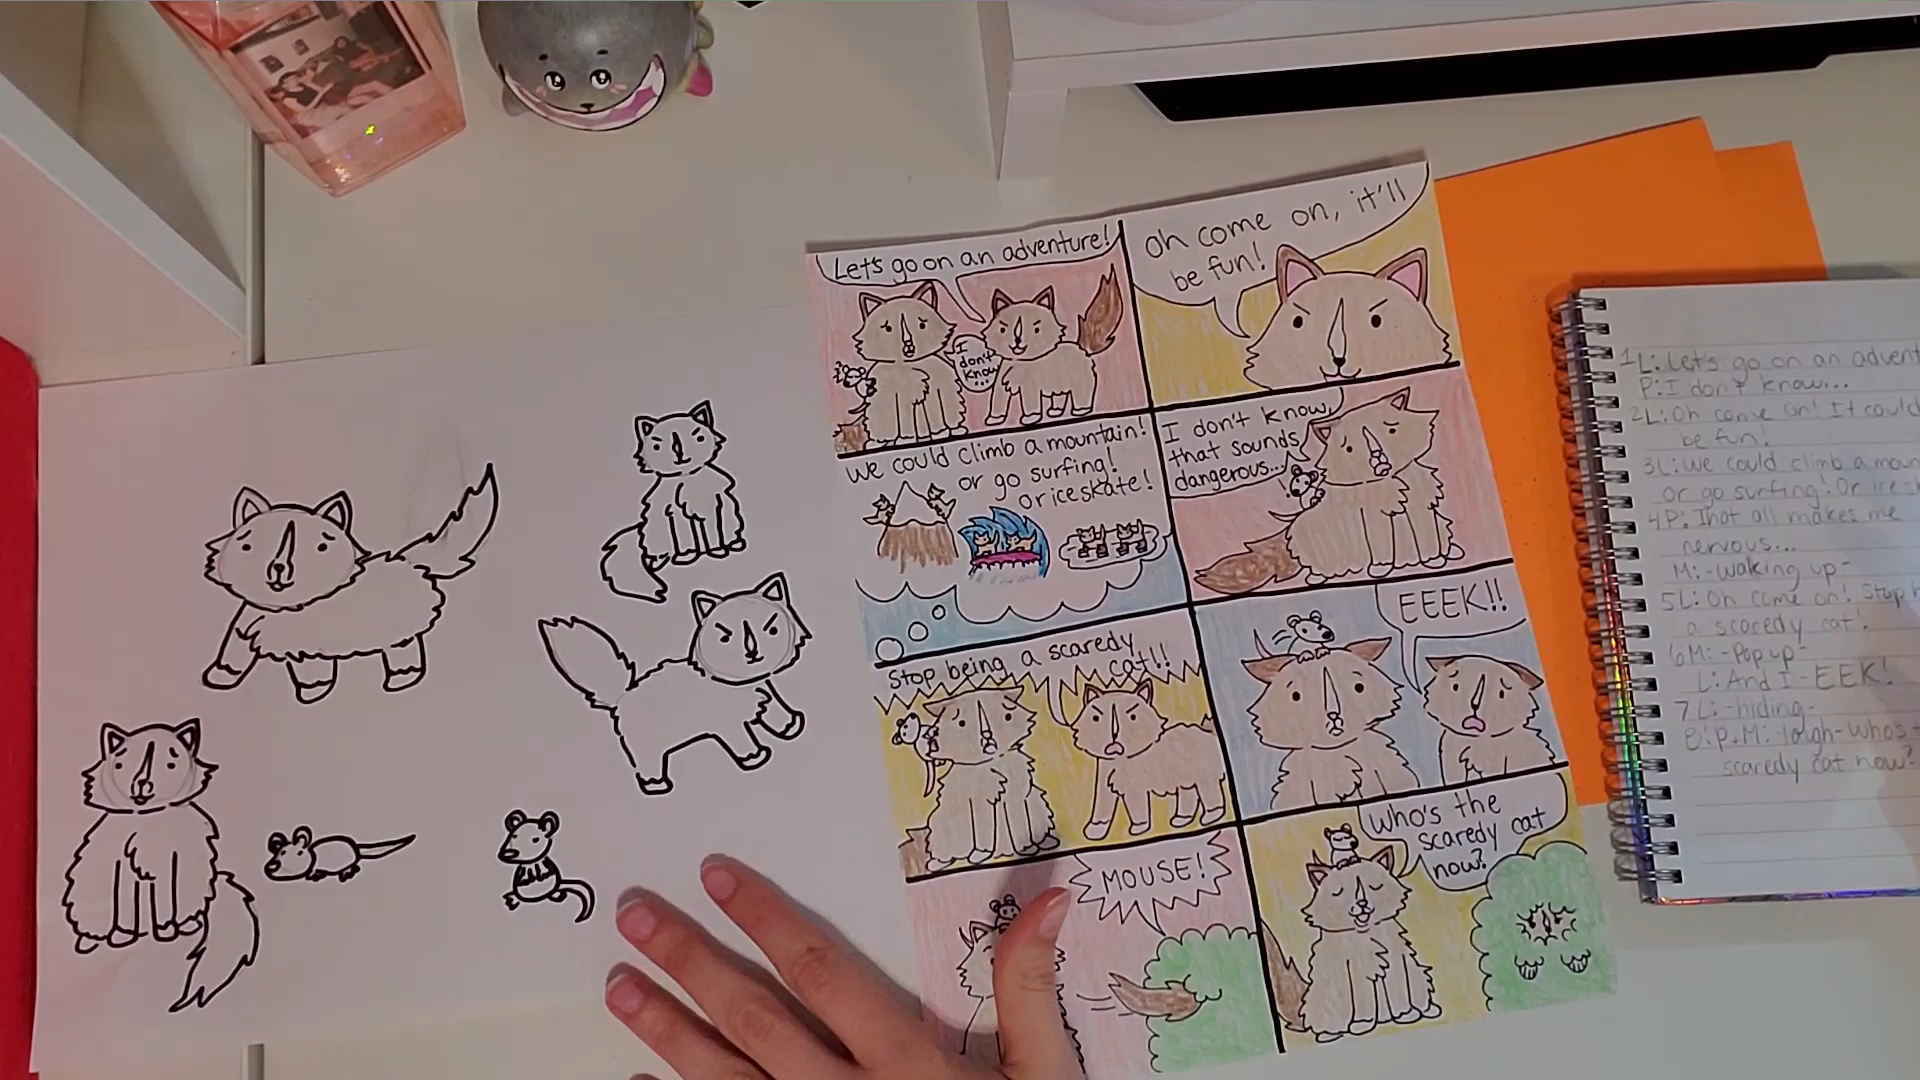 Let's go on an adventure!
I
don't
know
...
oh come on, it'll
be fun!
We could climb a mountain!
or go surfing!
or ice skate!
I don't know,
that sounds
dangerous...
Stop being a scaredy
cat!!
EEEK!!
MOUSE!
Who's the
scaredy cat
now?
1 L: Let's go on an advent
P: I don't know...
2 L: Oh come on! It could
be fun!
3 L: We could climb a moun
or go surfing! Or ice sk
4 P: That all makes me
nervous...
M: -waking up-
5 L: Oh come on! Stop b
a scaredy cat!
6 M: -Pop up-
L: And I - EEK!
7 L: -hiding-
8: P+M: -laugh- Who's t
scaredy cat now?